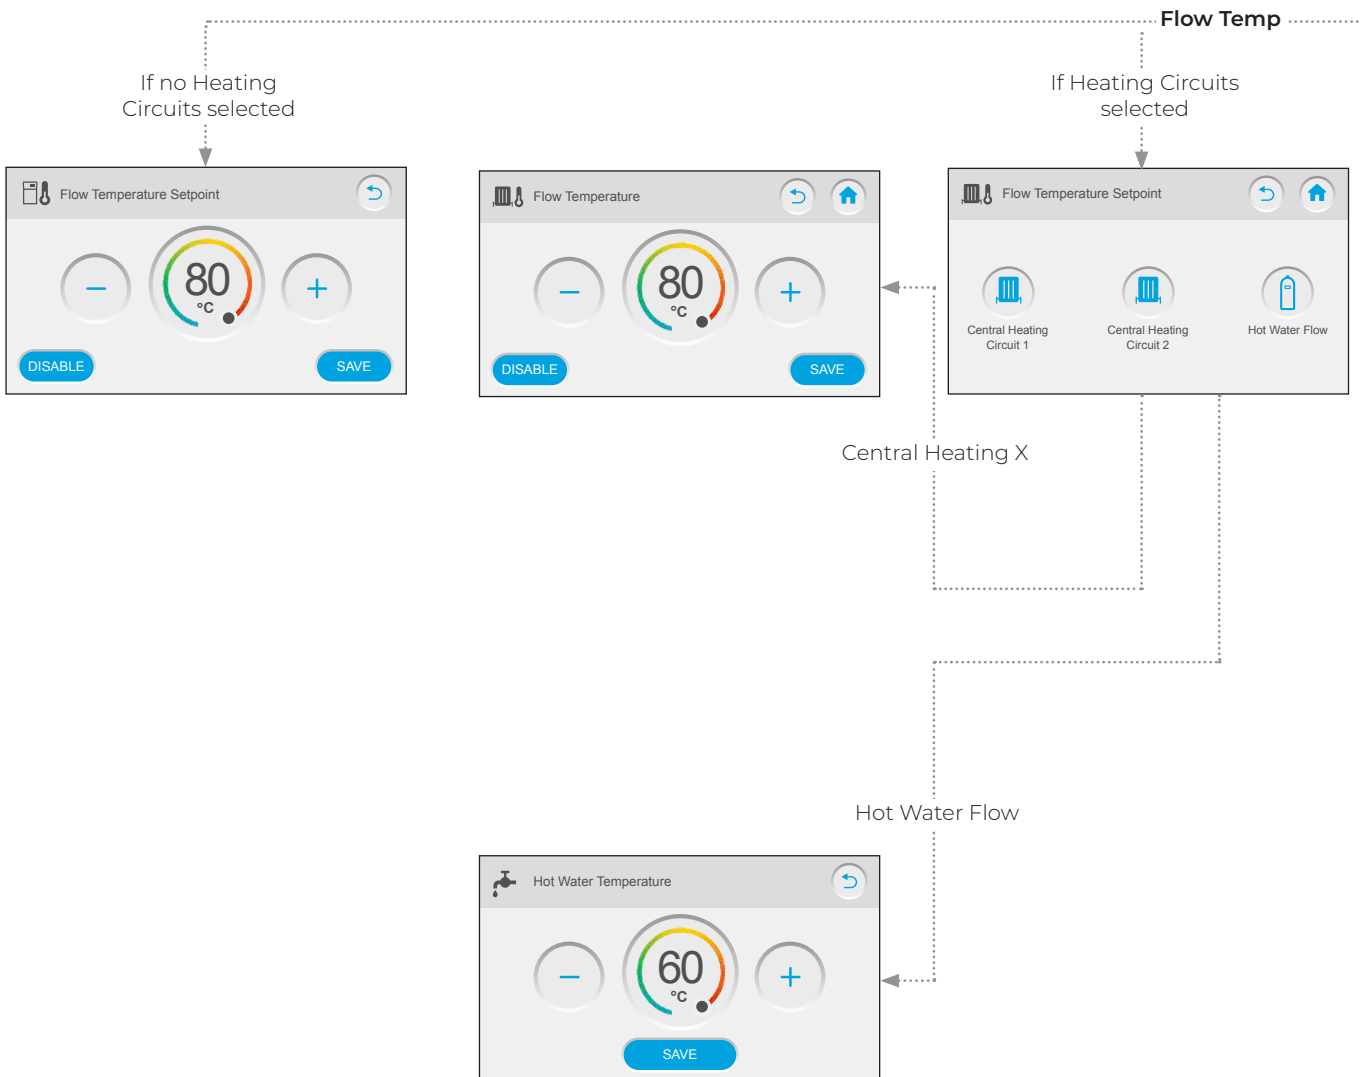 Flow Temp
If no Heating
Circuits selected
If Heating Circuits
selected
Flow Temperature Setpoint
80
°C
DISABLE
SAVE
Flow Temperature
80
°C
DISABLE
SAVE
Flow Temperature Setpoint
Central Heating
Circuit 1
Central Heating
Circuit 2
Hot Water Flow
Central Heating X
Hot Water Flow
Hot Water Temperature
60
°C
SAVE